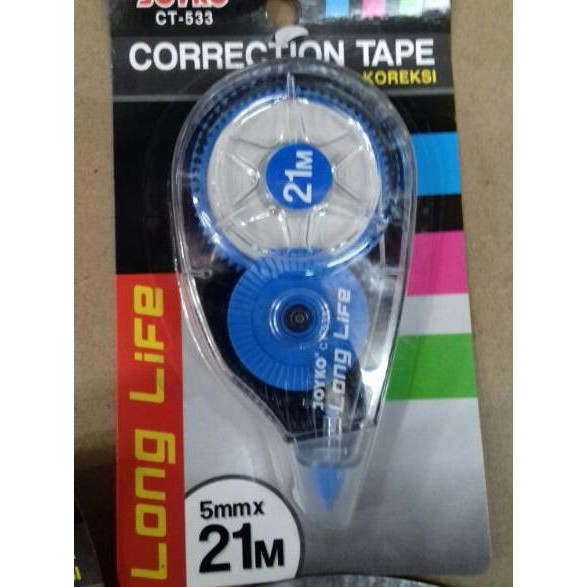 JOYKO
CT-533
CORRECTION TAPE
KOREKSI
21M
JOYKO
Long Life
Long Life
5mm x
21M